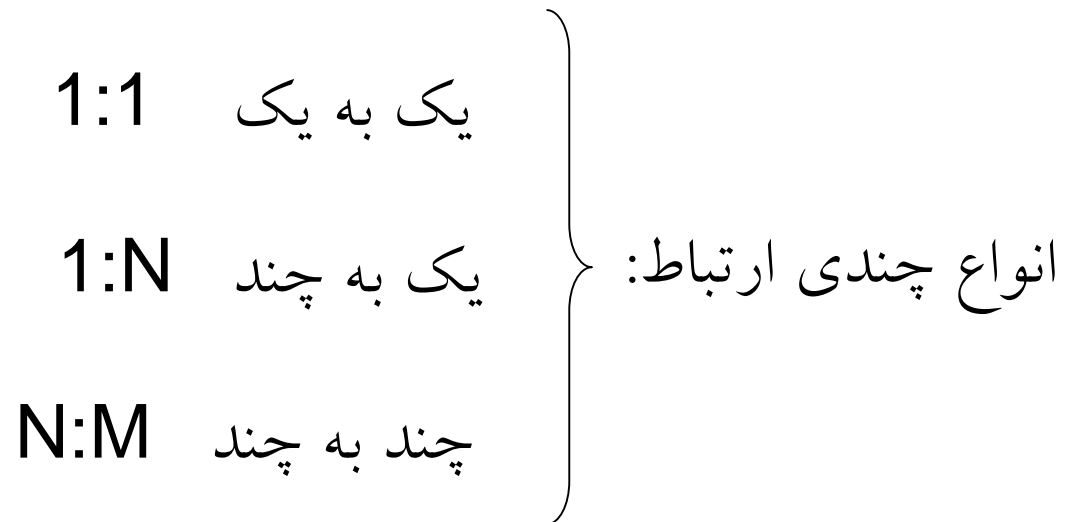 انواع چندی ارتباط:
یک به یک 1:1
یک به چند 1:N
چند به چند N:M